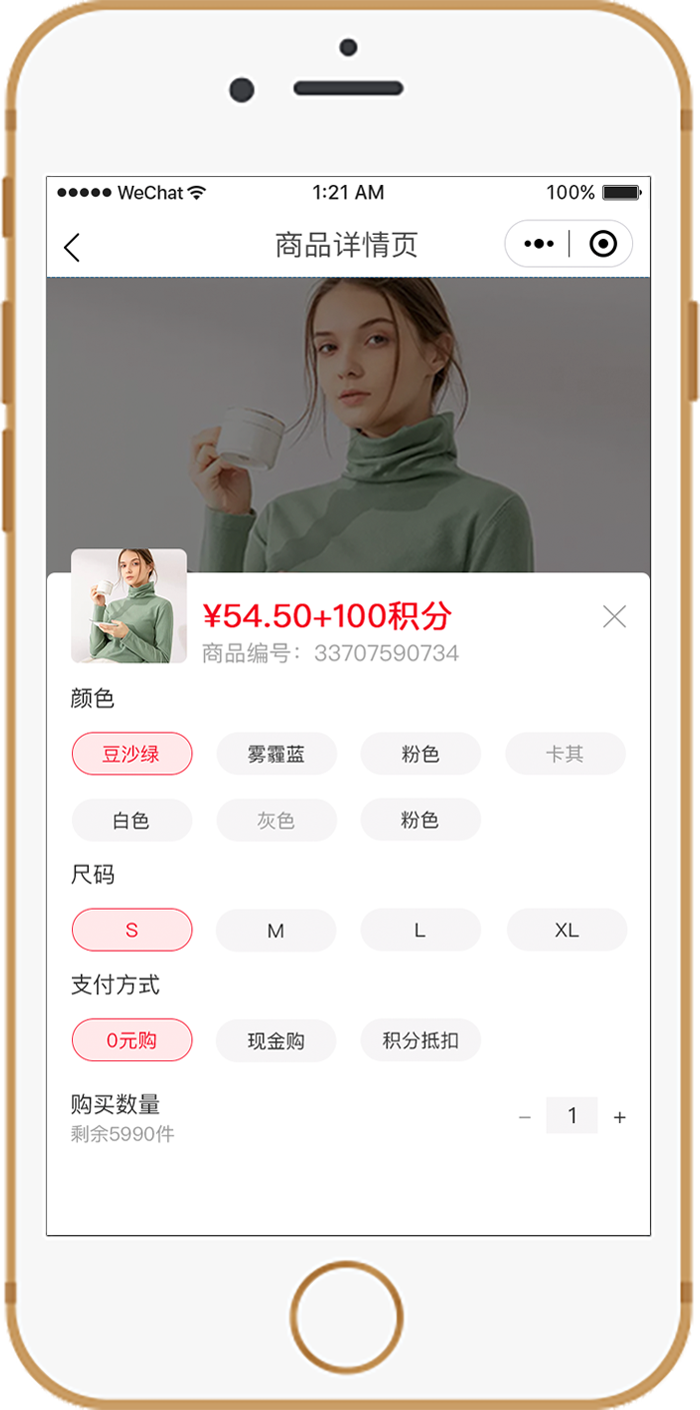 WeChat 1:21 AM 100%
商品详情页
¥54.50+100积分
商品编号：33707590734
颜色
豆沙绿 雾霾蓝 粉色 卡其
白色 灰色 粉色
尺码
S M L XL
支付方式
0元购 现金购 积分抵扣
购买数量
剩余5990件
− 1 +